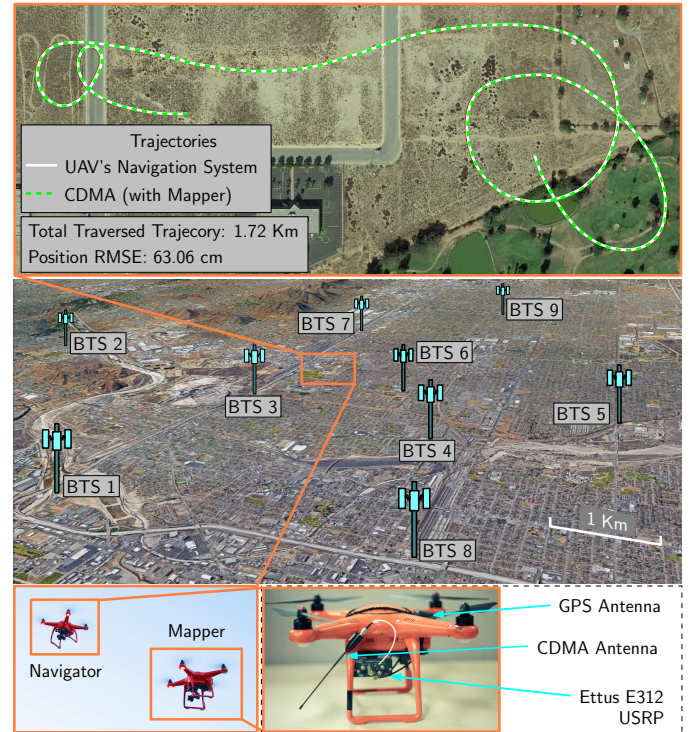 Trajectories
UAV's Navigation System
CDMA (with Mapper)
Total Traversed Trajecory: 1.72 Km
Position RMSE: 63.06 cm
BTS 9
BTS 7
BTS 2
BTS 6
BTS 3
BTS 5
BTS 4
BTS 1
1 Km
BTS 8
Navigator
Mapper
GPS Antenna
CDMA Antenna
Ettus E312
USRP